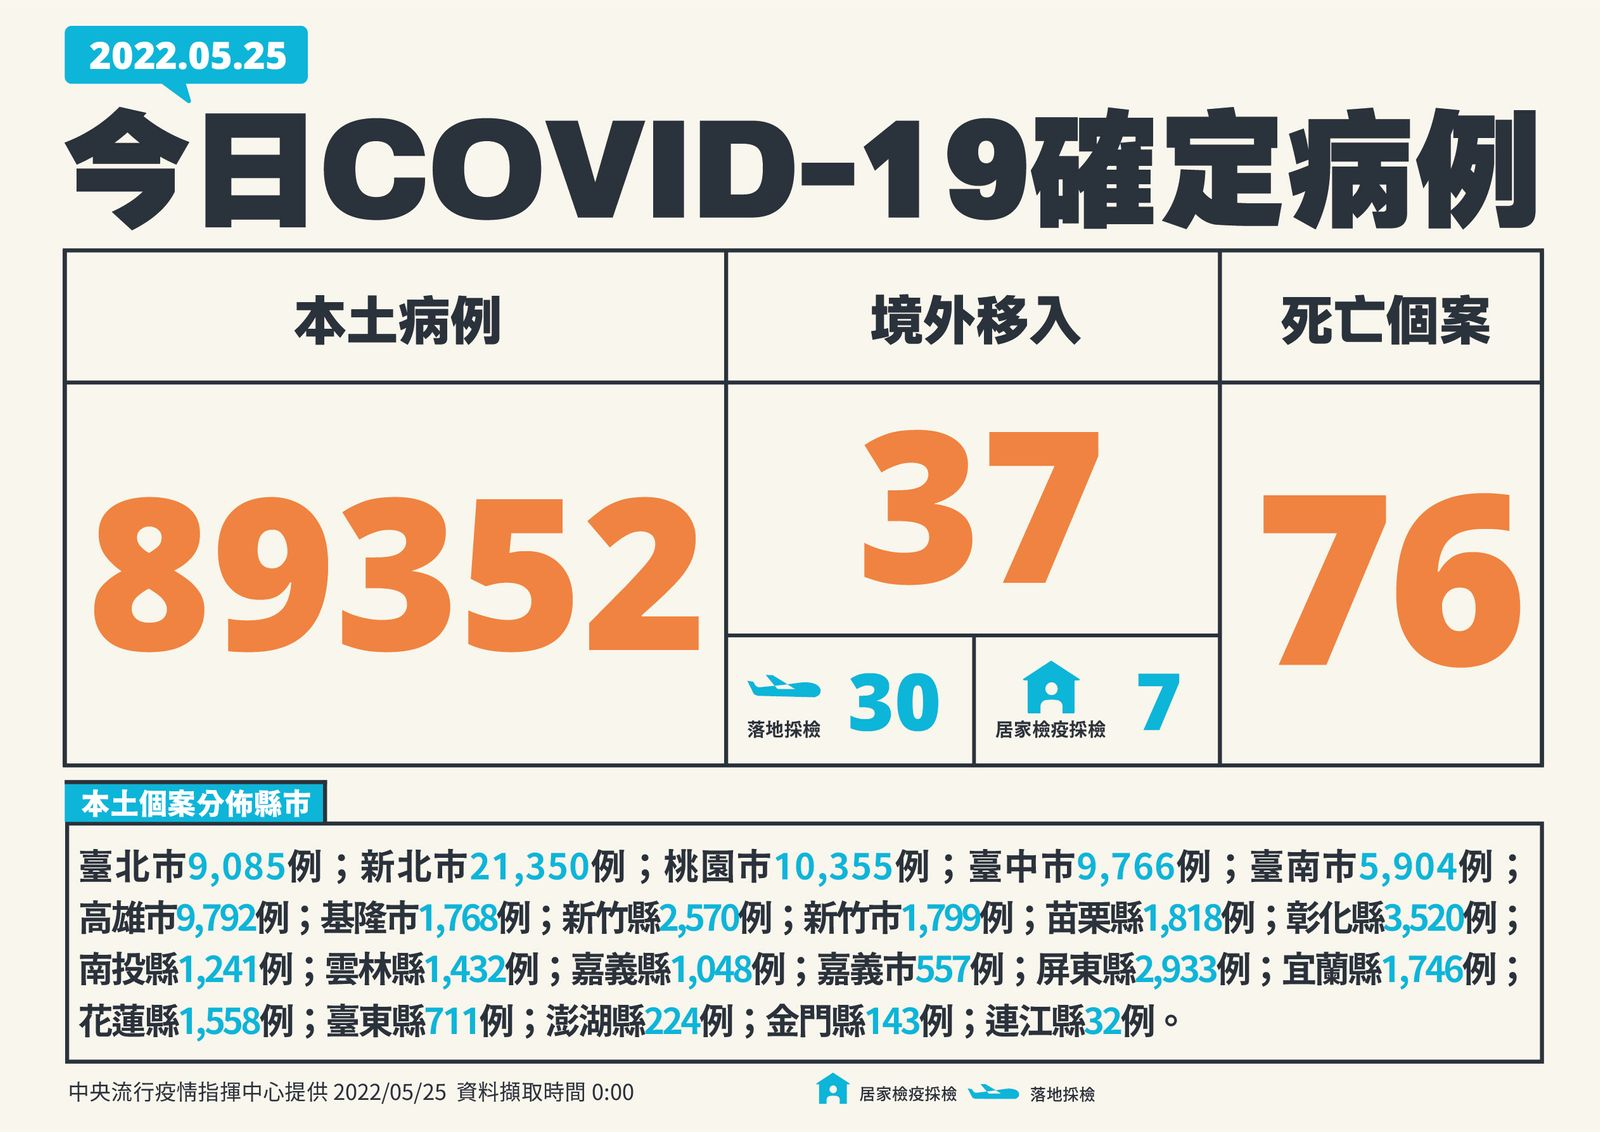 2022.05.25
今日COVID-19確定病例
本土病例
境外移入
死亡個案
89352
37
76
落地採檢
30
居家檢疫採檢
7
本土個案分佈縣市
臺北市9,085例；新北市21,350例；桃園市10,355例；臺中市9,766例；臺南市5,904例；
高雄市9,792例；基隆市1,768例；新竹縣2,570例；新竹市1,799例；苗栗縣1,818例；彰化縣3,520例；
南投縣1,241例；雲林縣1,432例；嘉義縣1,048例；嘉義市557例；屏東縣2,933例；宜蘭縣1,746例；
花蓮縣1,558例；臺東縣711例；澎湖縣224例；金門縣143例；連江縣32例。
中央流行疫情指揮中心提供 2022/05/25 資料擷取時間 0:00
居家檢疫採檢
落地採檢